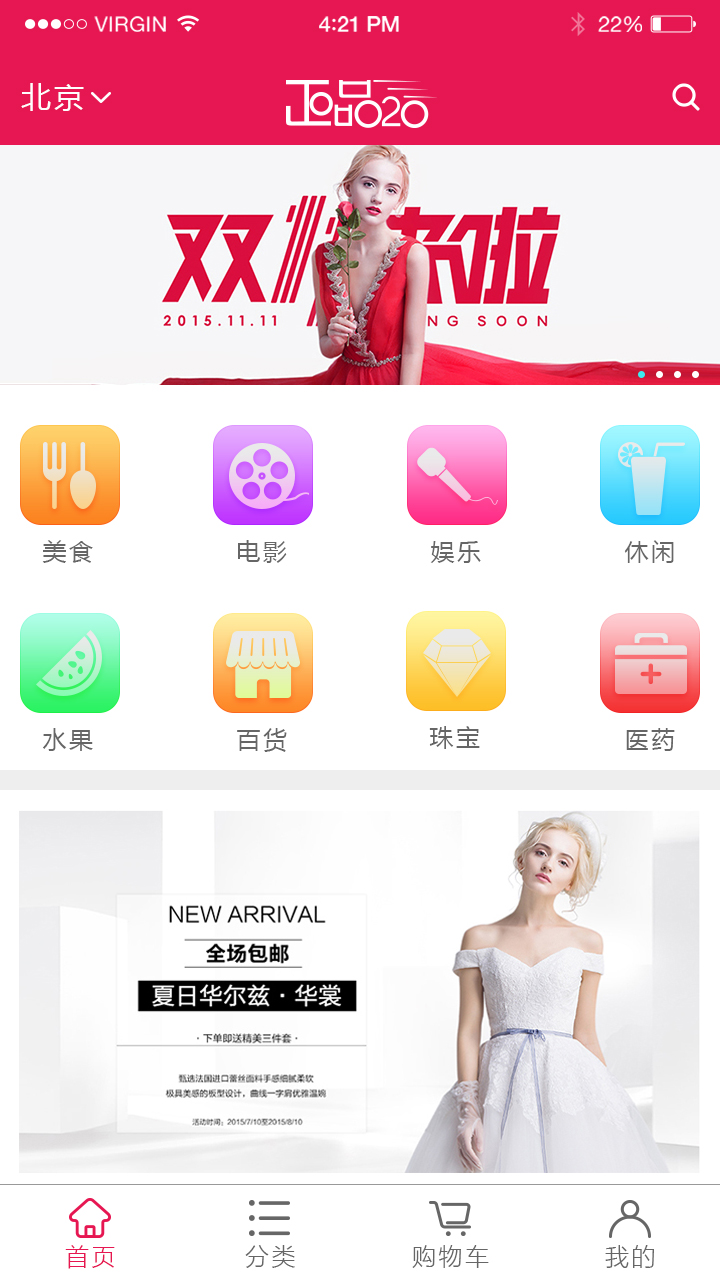 VIRGIN 4:21 PM 22%
北京 正品020
双 来啦
2015.11.11 NG SOON
美食 电影 娱乐 休闲
水果 百货 珠宝 医药
NEW ARRIVAL
全场包邮
夏日华尔兹·华裳
·下单即送精美三件套·
甄选法国进口蕾丝面料手感细腻柔软
极具美感的板型设计，曲线一字肩优雅温婉
活动时间：2015/7/10至2015/8/10
首页 分类 购物车 我的